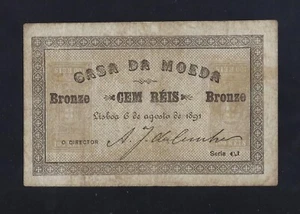 CASA DA MOEDA
Bronze CEM RÉIS Bronze
Lisboa 6 de agosto de 1891
O DIRECTOR
Serie